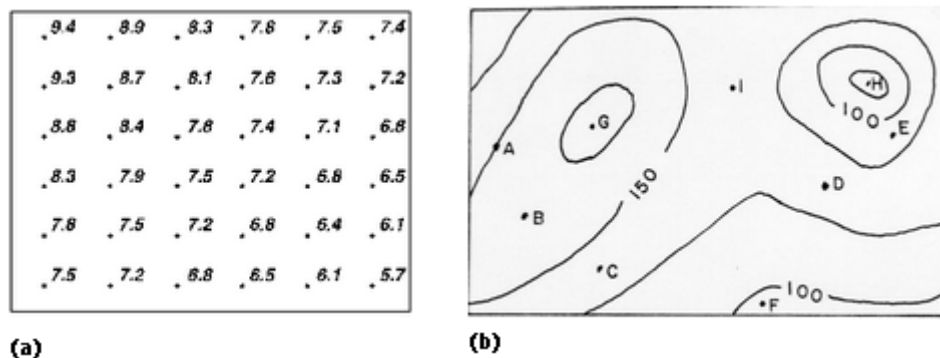 9.4 8.9 8.3 7.8 7.5 7.4
9.3 8.7 8.1 7.6 7.3 7.2
8.8 8.4 7.8 7.4 7.1 6.8
8.3 7.9 7.5 7.2 6.8 6.5
7.8 7.5 7.2 6.8 6.4 6.1
7.5 7.2 6.8 6.5 6.1 5.7
(a)
I
H
G
100
E
A
150
D
B
C
100
F
(b)